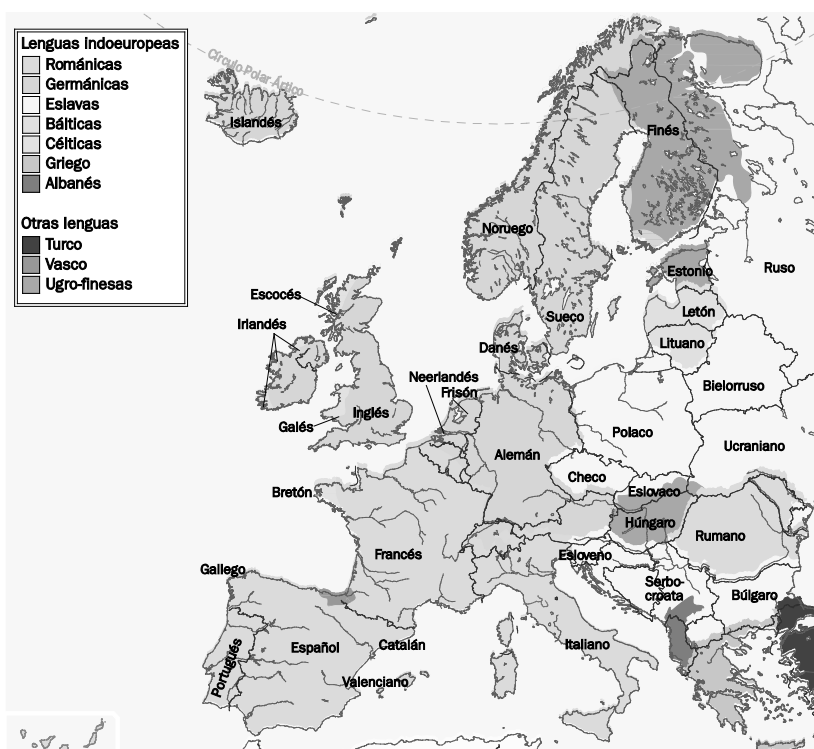 Lenguas indoeuropeas
Románicas
Germánicas
Eslavas
Bálticas
Célticas
Griego
Albanés
Otras lenguas
Turco
Vasco
Ugro-finesas
Círculo Polar Ártico
Islandés
Finés
Noruego
Estonio
Ruso
Escocés
Letón
Sueco
Irlandés
Lituano
Danés
Neerlandés
Frisón
Bielorruso
Inglés
Galés
Polaco
Ucraniano
Alemán
Checo
Bretón
Eslovaco
Húngaro
Rumano
Francés
Esloveno
Gallego
Serbo-
croata
Búlgaro
Portugués
Español
Catalán
Italiano
Valenciano